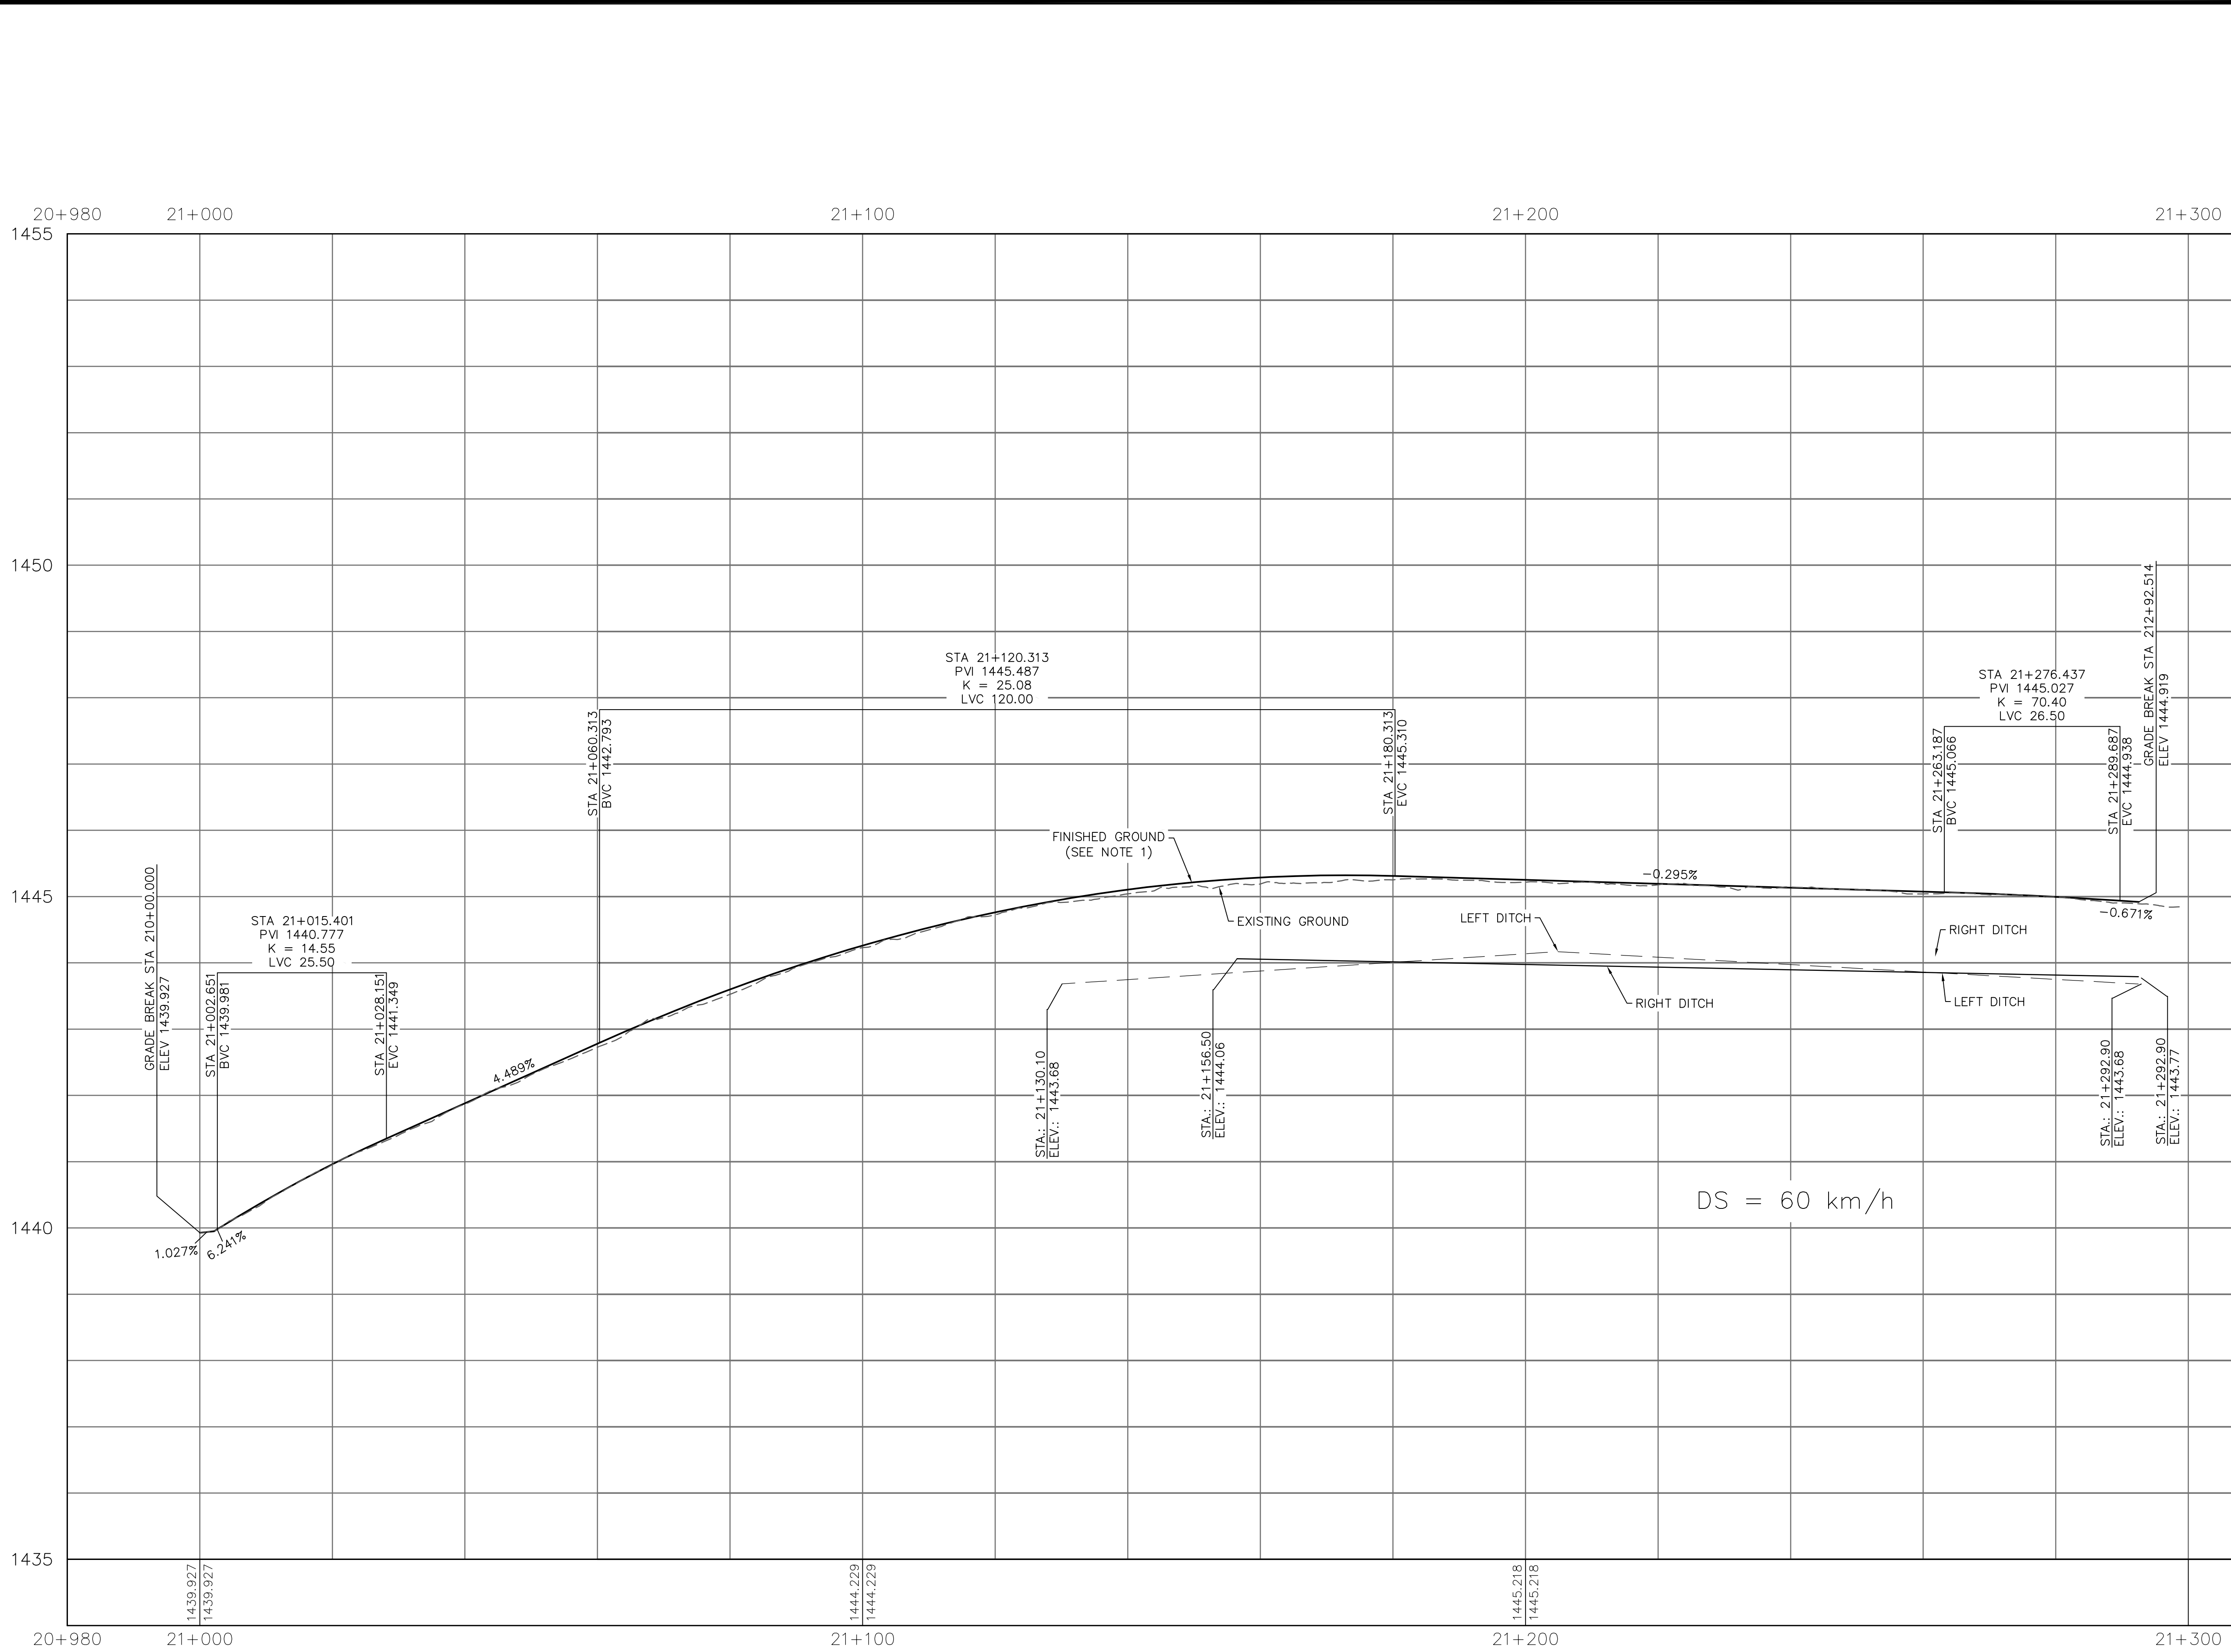 20+980 21+000 21+100 21+200 21+300
1455
1450
1445
1440
1435
GRADE BREAK STA 210+00.000
ELEV 1439.927
STA 21+015.401
PVI 1440.777
K = 14.55
LVC 25.50
STA 21+002.651
BVC 1439.981
STA 21+028.151
EVC 1441.349
1.027%
6.241%
4.489%
STA 21+120.313
PVI 1445.487
K = 25.08
LVC 120.00
STA 21+060.313
BVC 1442.793
STA 21+180.313
EVC 1445.310
FINISHED GROUND
(SEE NOTE 1)
EXISTING GROUND
-0.295%
LEFT DITCH
RIGHT DITCH
RIGHT DITCH
LEFT DITCH
STA 21+276.437
PVI 1445.027
K = 70.40
LVC 26.50
STA 21+263.187
BVC 1445.066
STA 21+289.687
EVC 1444.938
GRADE BREAK STA 212+92.514
ELEV 1444.919
-0.671%
STA.: 21+130.10
ELEV.: 1443.68
STA.: 21+156.50
ELEV.: 1444.06
STA.: 21+292.90
ELEV.: 1443.68
STA.: 21+292.90
ELEV.: 1443.77
DS = 60 km/h
1439.927
1439.927
1444.229
1444.229
1445.218
1445.218
20+980 21+000 21+100 21+200 21+300